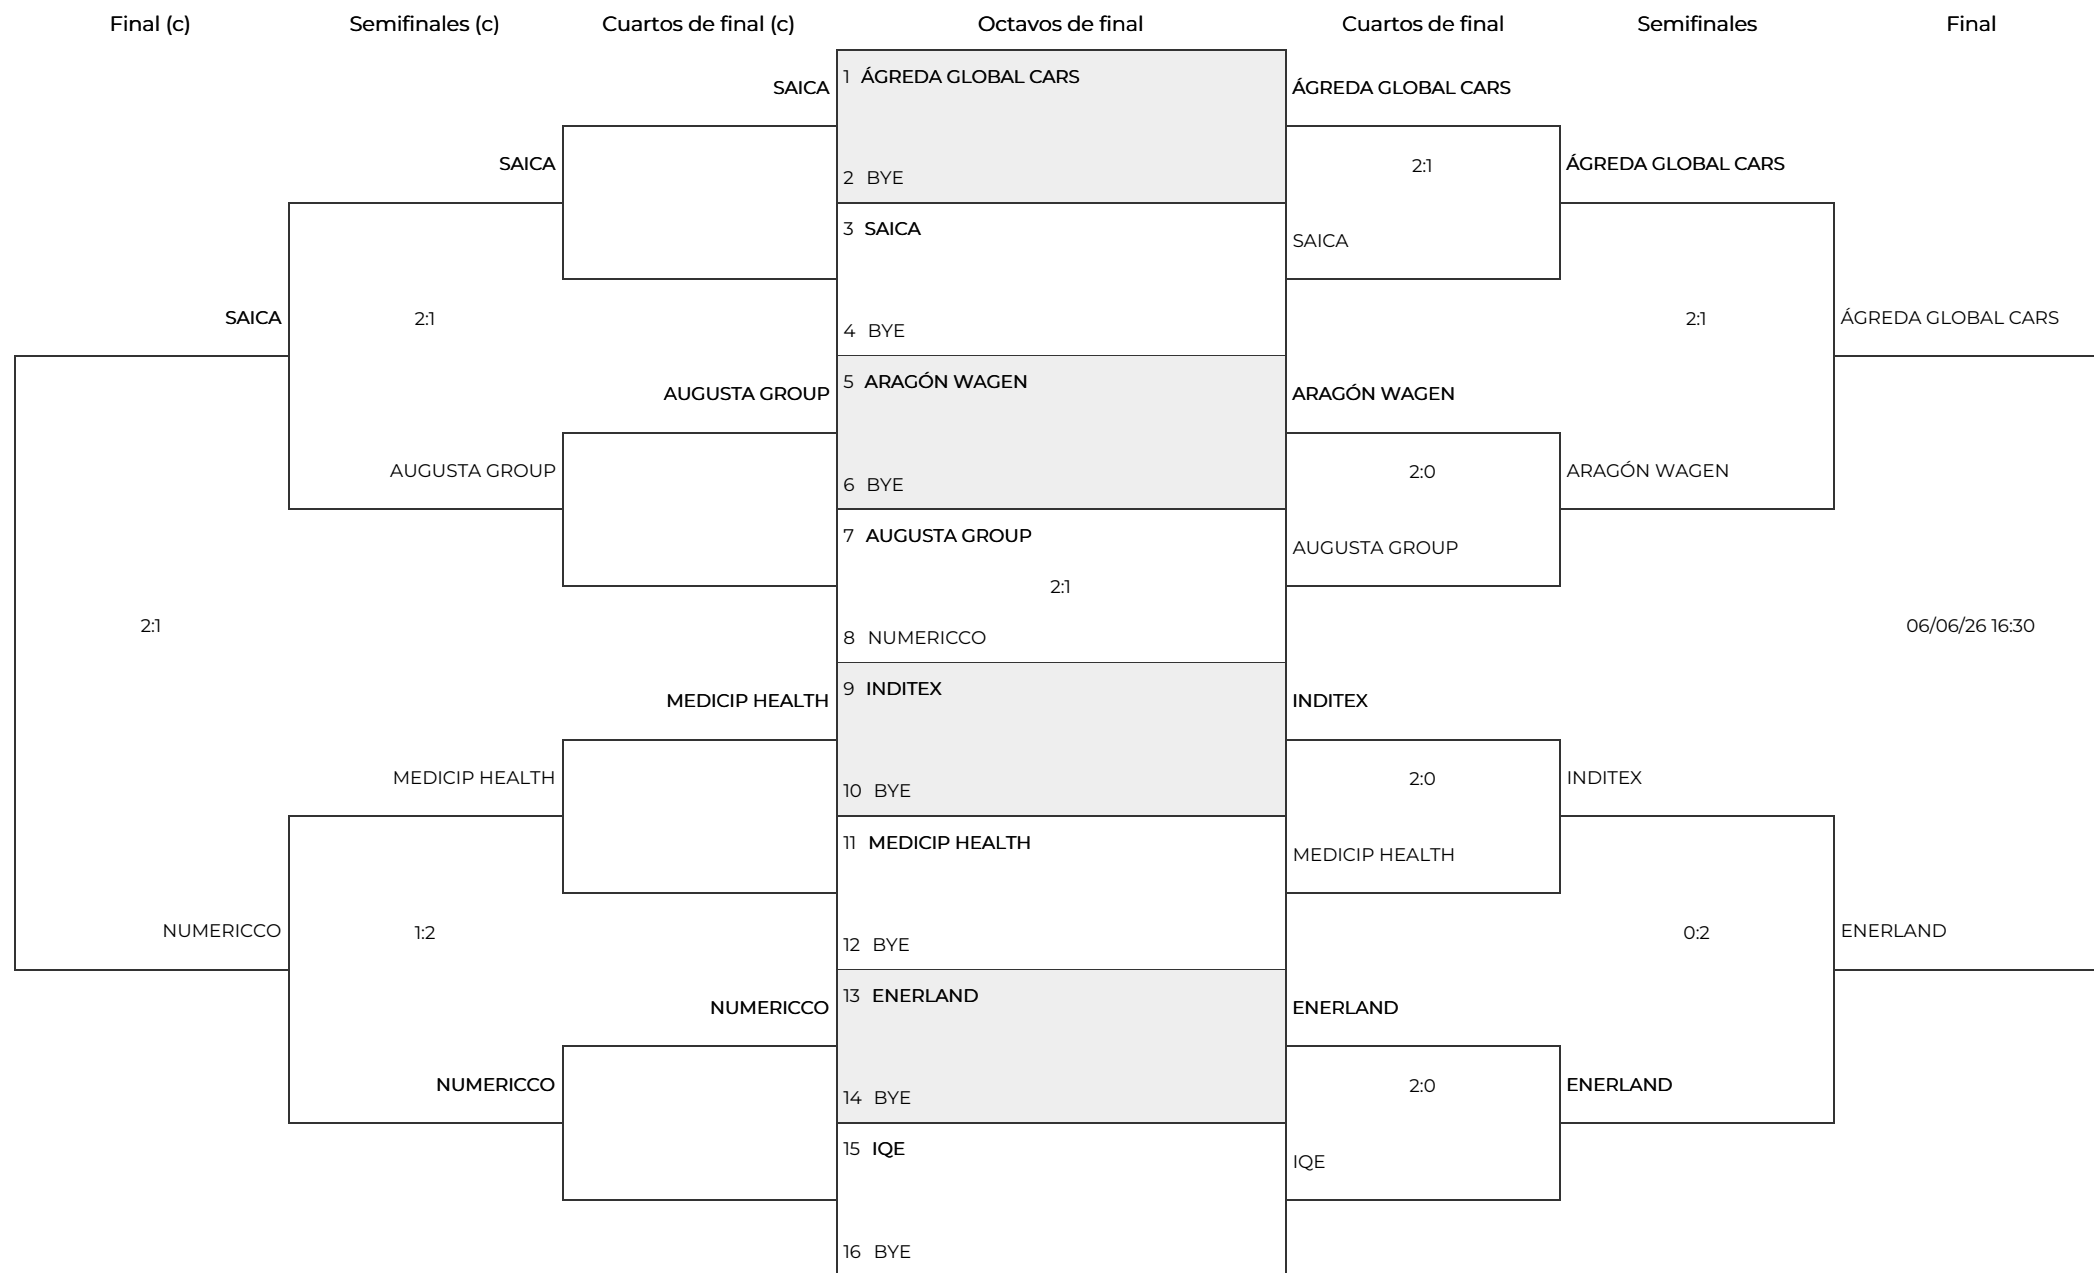 Final (c)
Semifinales (c)
Cuartos de final (c)
Octavos de final
Cuartos de final
Semifinales
Final
SAICA
1 ÁGREDA GLOBAL CARS
ÁGREDA GLOBAL CARS
SAICA
2 BYE
2:1
ÁGREDA GLOBAL CARS
3 SAICA
SAICA
SAICA
2:1
4 BYE
2:1
ÁGREDA GLOBAL CARS
AUGUSTA GROUP
5 ARAGÓN WAGEN
ARAGÓN WAGEN
AUGUSTA GROUP
6 BYE
2:0
ARAGÓN WAGEN
7 AUGUSTA GROUP
AUGUSTA GROUP
2:1
2:1
8 NUMERICCO
06/06/26 16:30
MEDICIP HEALTH
9 INDITEX
INDITEX
MEDICIP HEALTH
10 BYE
2:0
INDITEX
11 MEDICIP HEALTH
MEDICIP HEALTH
NUMERICCO
1:2
12 BYE
0:2
ENERLAND
NUMERICCO
13 ENERLAND
ENERLAND
NUMERICCO
14 BYE
2:0
ENERLAND
15 IQE
IQE
16 BYE